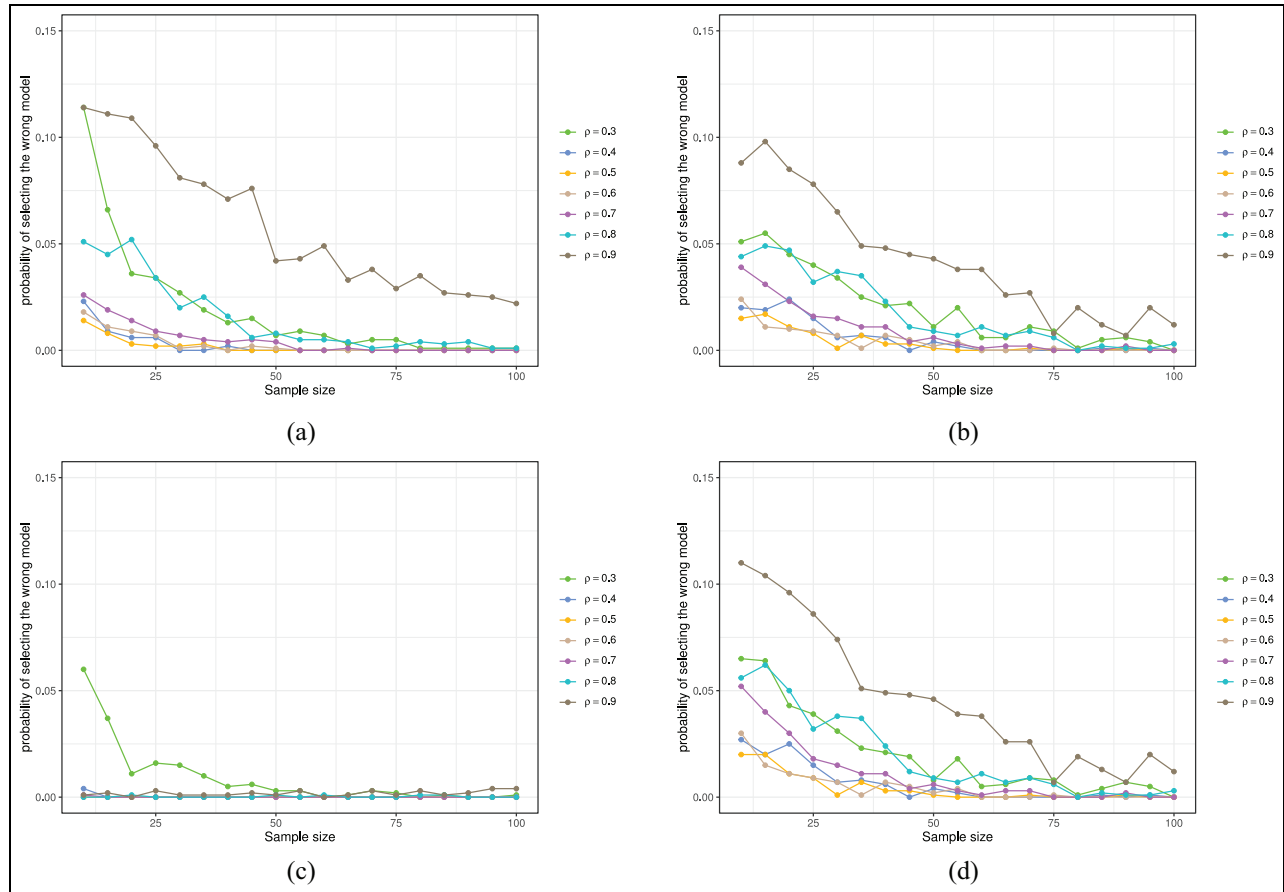 0.15
0.10
0.05
0.00
probability of selecting the wrong model
25
50
75
100
Sample size
ρ = 0.3
ρ = 0.4
ρ = 0.5
ρ = 0.6
ρ = 0.7
ρ = 0.8
ρ = 0.9
(a)
0.15
0.10
0.05
0.00
probability of selecting the wrong model
25
50
75
100
Sample size
ρ = 0.3
ρ = 0.4
ρ = 0.5
ρ = 0.6
ρ = 0.7
ρ = 0.8
ρ = 0.9
(b)
0.15
0.10
0.05
0.00
probability of selecting the wrong model
25
50
75
100
Sample size
ρ = 0.3
ρ = 0.4
ρ = 0.5
ρ = 0.6
ρ = 0.7
ρ = 0.8
ρ = 0.9
(c)
0.15
0.10
0.05
0.00
probability of selecting the wrong model
25
50
75
100
Sample size
ρ = 0.3
ρ = 0.4
ρ = 0.5
ρ = 0.6
ρ = 0.7
ρ = 0.8
ρ = 0.9
(d)